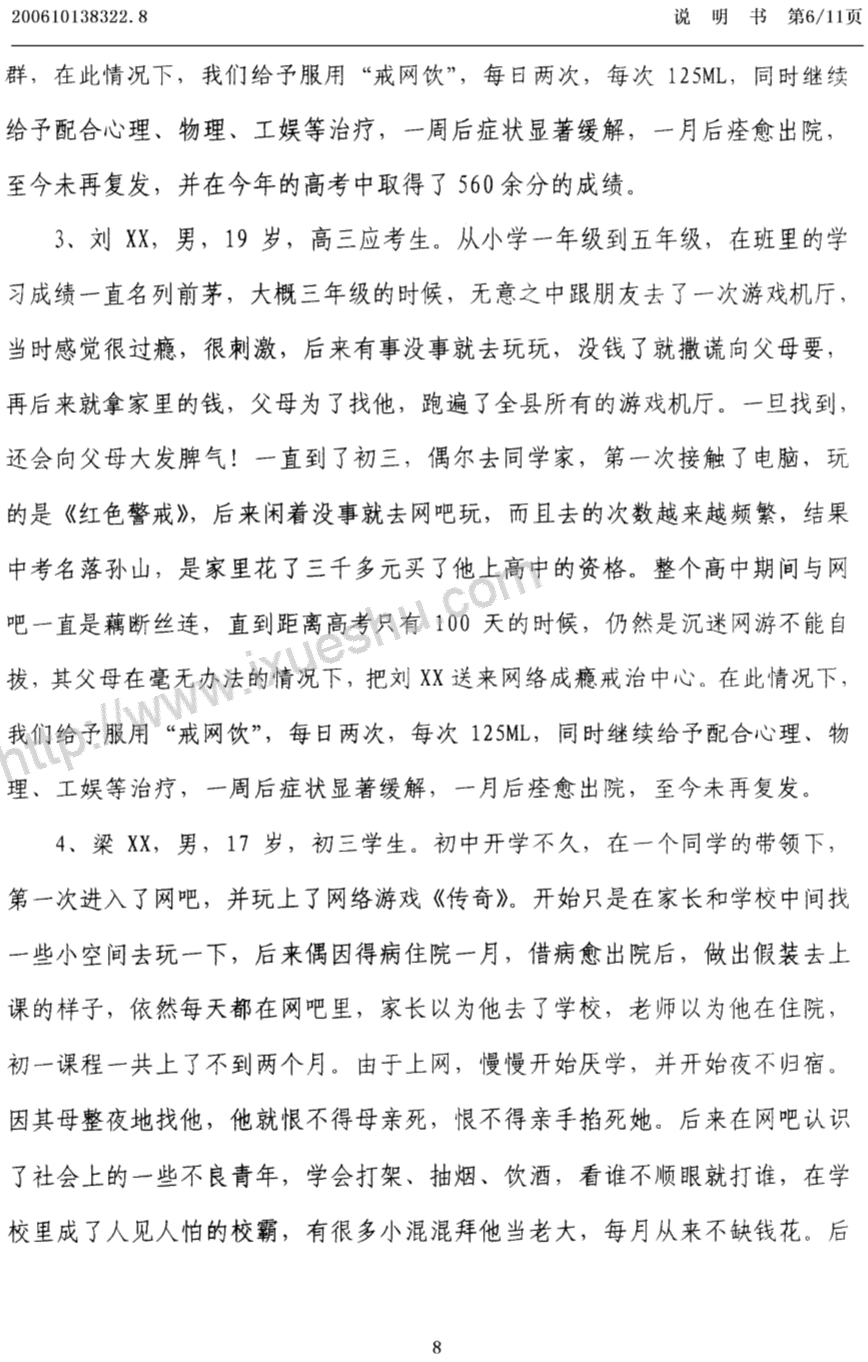 200610138322.8 说 明 书 第6/11页
群，在此情况下，我们给予服用“戒网饮”，每日两次，每次 125ML，同时继续
给予配合心理、物理、工娱等治疗，一周后症状显著缓解，一月后痊愈出院，
至今未再复发，并在今年的高考中取得了 560 余分的成绩。
3、刘 XX，男，19 岁，高三应考生。从小学一年级到五年级，在班里的学
习成绩一直名列前茅，大概三年级的时候，无意之中跟朋友去了一次游戏机厅，
当时感觉很过瘾，很刺激，后来有事没事就去玩玩，没钱了就撒谎向父母要，
再后来就拿家里的钱，父母为了找他，跑遍了全县所有的游戏机厅。一旦找到，
还会向父母大发脾气！一直到了初三，偶尔去同学家，第一次接触了电脑，玩
的是《红色警戒》，后来闲着没事就去网吧玩，而且去的次数越来越频繁，结果
中考名落孙山，是家里花了三千多元买了他上高中的资格。整个高中期间与网
吧一直是藕断丝连，直到距离高考只有 100 天的时候，仍然是沉迷网游不能自
拔，其父母在毫无办法的情况下，把刘 XX 送来网络成瘾戒治中心。在此情况下，
我们给予服用“戒网饮”，每日两次，每次 125ML，同时继续给予配合心理、物
理、工娱等治疗，一周后症状显著缓解，一月后痊愈出院，至今未再复发。
4、梁 XX，男，17 岁，初三学生。初中开学不久，在一个同学的带领下，
第一次进入了网吧，并玩上了网络游戏《传奇》。开始只是在家长和学校中间找
一些小空间去玩一下，后来偶因得病住院一月，借病愈出院后，做出假装去上
课的样子，依然每天都在网吧里，家长以为他去了学校，老师以为他在住院，
初一课程一共上了不到两个月。由于上网，慢慢开始厌学，并开始夜不归宿。
因其母整夜地找他，他就恨不得母亲死，恨不得亲手掐死她。后来在网吧认识
了社会上的一些不良青年，学会打架、抽烟、饮酒，看谁不顺眼就打谁，在学
校里成了人见人怕的校霸，有很多小混混拜他当老大，每月从来不缺钱花。后
http://www.ixueshu.com
8